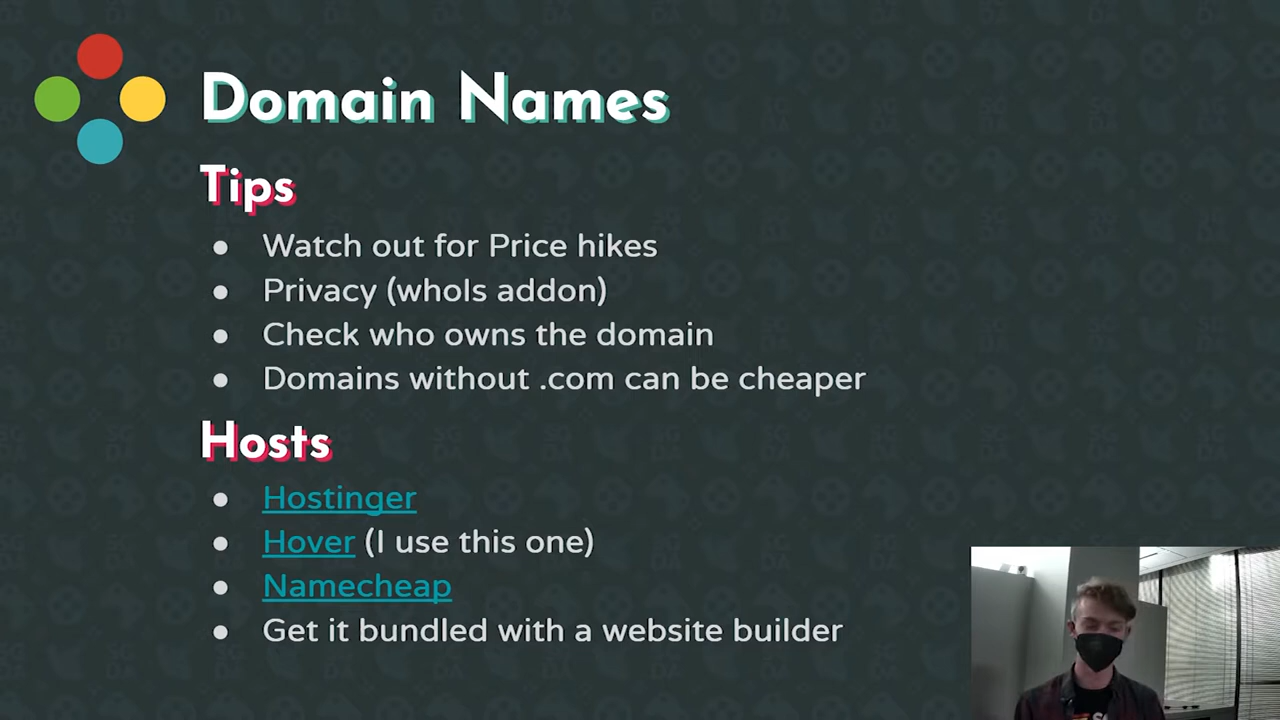 Domain Names
Tips
● Watch out for Price hikes
● Privacy (whoIs addon)
● Check who owns the domain
● Domains without .com can be cheaper
Hosts
● Hostinger
● Hover (I use this one)
● Namecheap
● Get it bundled with a website builder